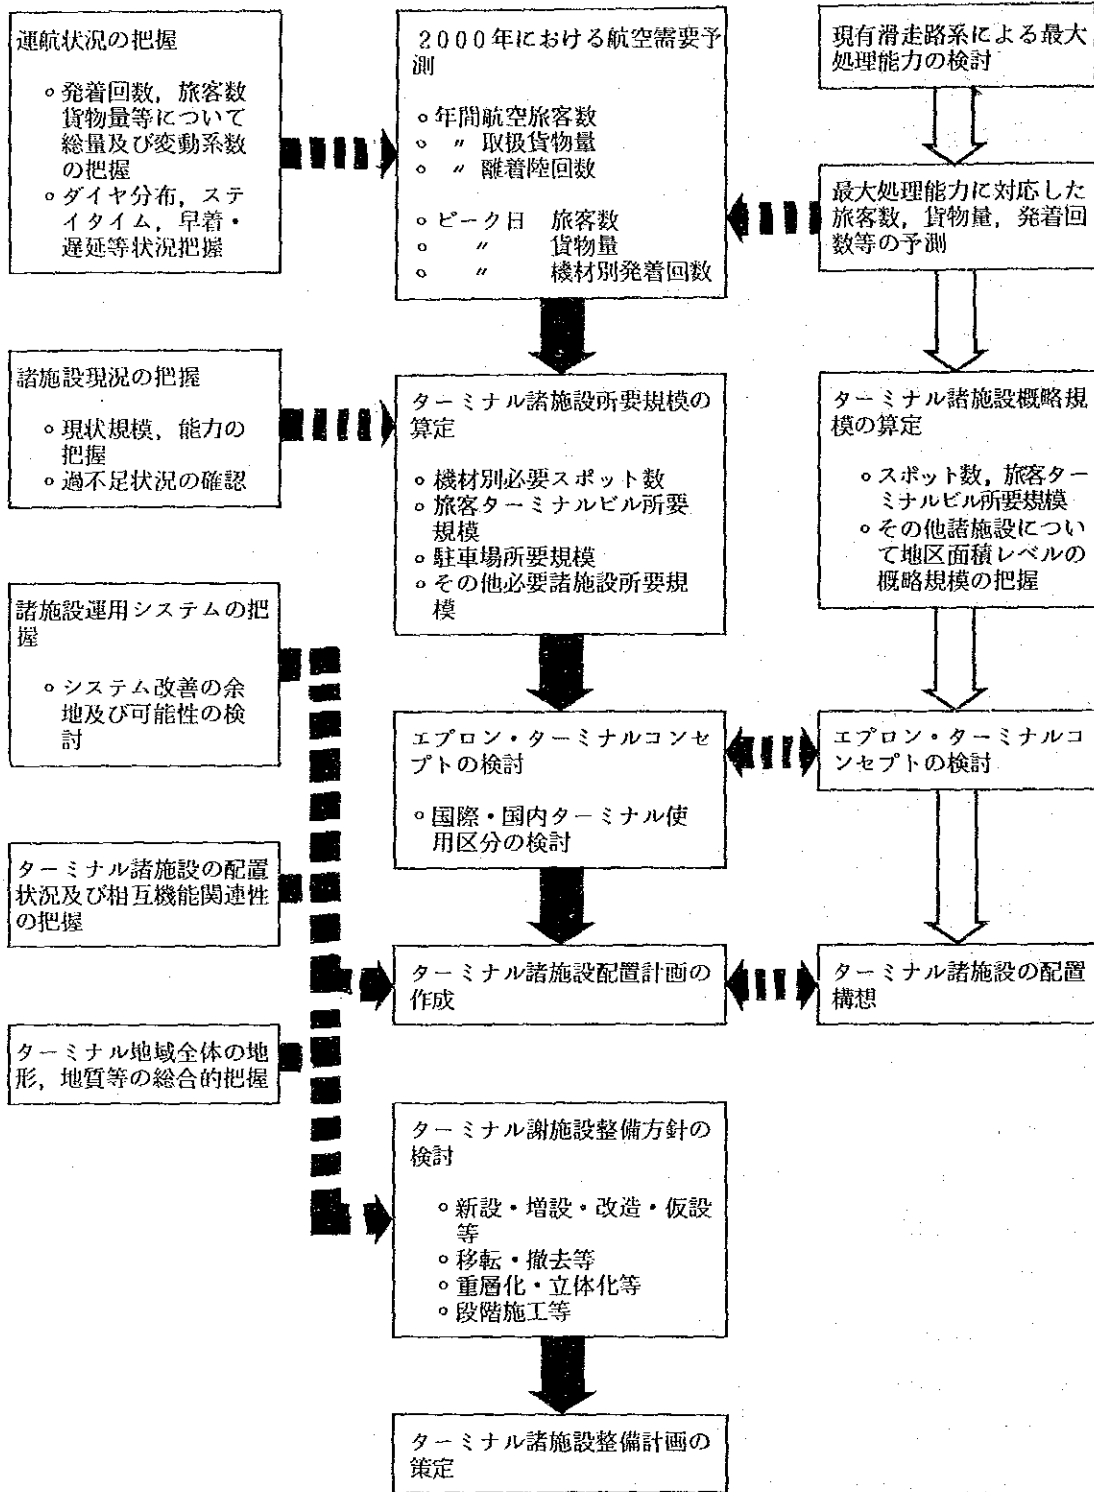 運航状況の把握
∘ 発着回数，旅客数
貨物量等について
総量及び変動系数
の把握
∘ ダイヤ分布，ステ
イタイム，早着・
遅延等状況把握
諸施設現況の把握
∘ 現状規模，能力の
把握
∘ 過不足状況の確認
諸施設運用システムの把
握
∘ システム改善の余
地及び可能性の検
討
ターミナル諸施設の配置
状況及び相互機能関連性
の把握
ターミナル地域全体の地
形，地質等の総合的把握
2000年における航空需要予
測
∘ 年間航空旅客数
∘ 〃 取扱貨物量
∘ 〃 離着陸回数
∘ ピーク日 旅客数
∘ 〃 貨物量
∘ 〃 機材別発着回数
ターミナル諸施設所要規模の
算定
∘ 機材別必要スポット数
∘ 旅客ターミナルビル所要
規模
∘ 駐車場所要規模
∘ その他必要諸施設所要規
模
エプロン・ターミナルコンセ
プトの検討
∘ 国際・国内ターミナル使
用区分の検討
ターミナル諸施設配置計画の
作成
ターミナル謝施設整備方針の
検討
∘ 新設・増設・改造・仮設
等
∘ 移転・撤去等
∘ 重層化・立体化等
∘ 段階施工等
ターミナル諸施設整備計画の
策定
現有滑走路系による最大
処理能力の検討
最大処理能力に対応した
旅客数，貨物量，発着回
数等の予測
ターミナル諸施設概略規
模の算定
∘ スポット数，旅客ター
ミナルビル所要規模
∘ その他諸施設につい
て地区面積レベルの
概略規模の把握
エプロン・ターミナルコ
ンセプトの検討
ターミナル諸施設の配置
構想